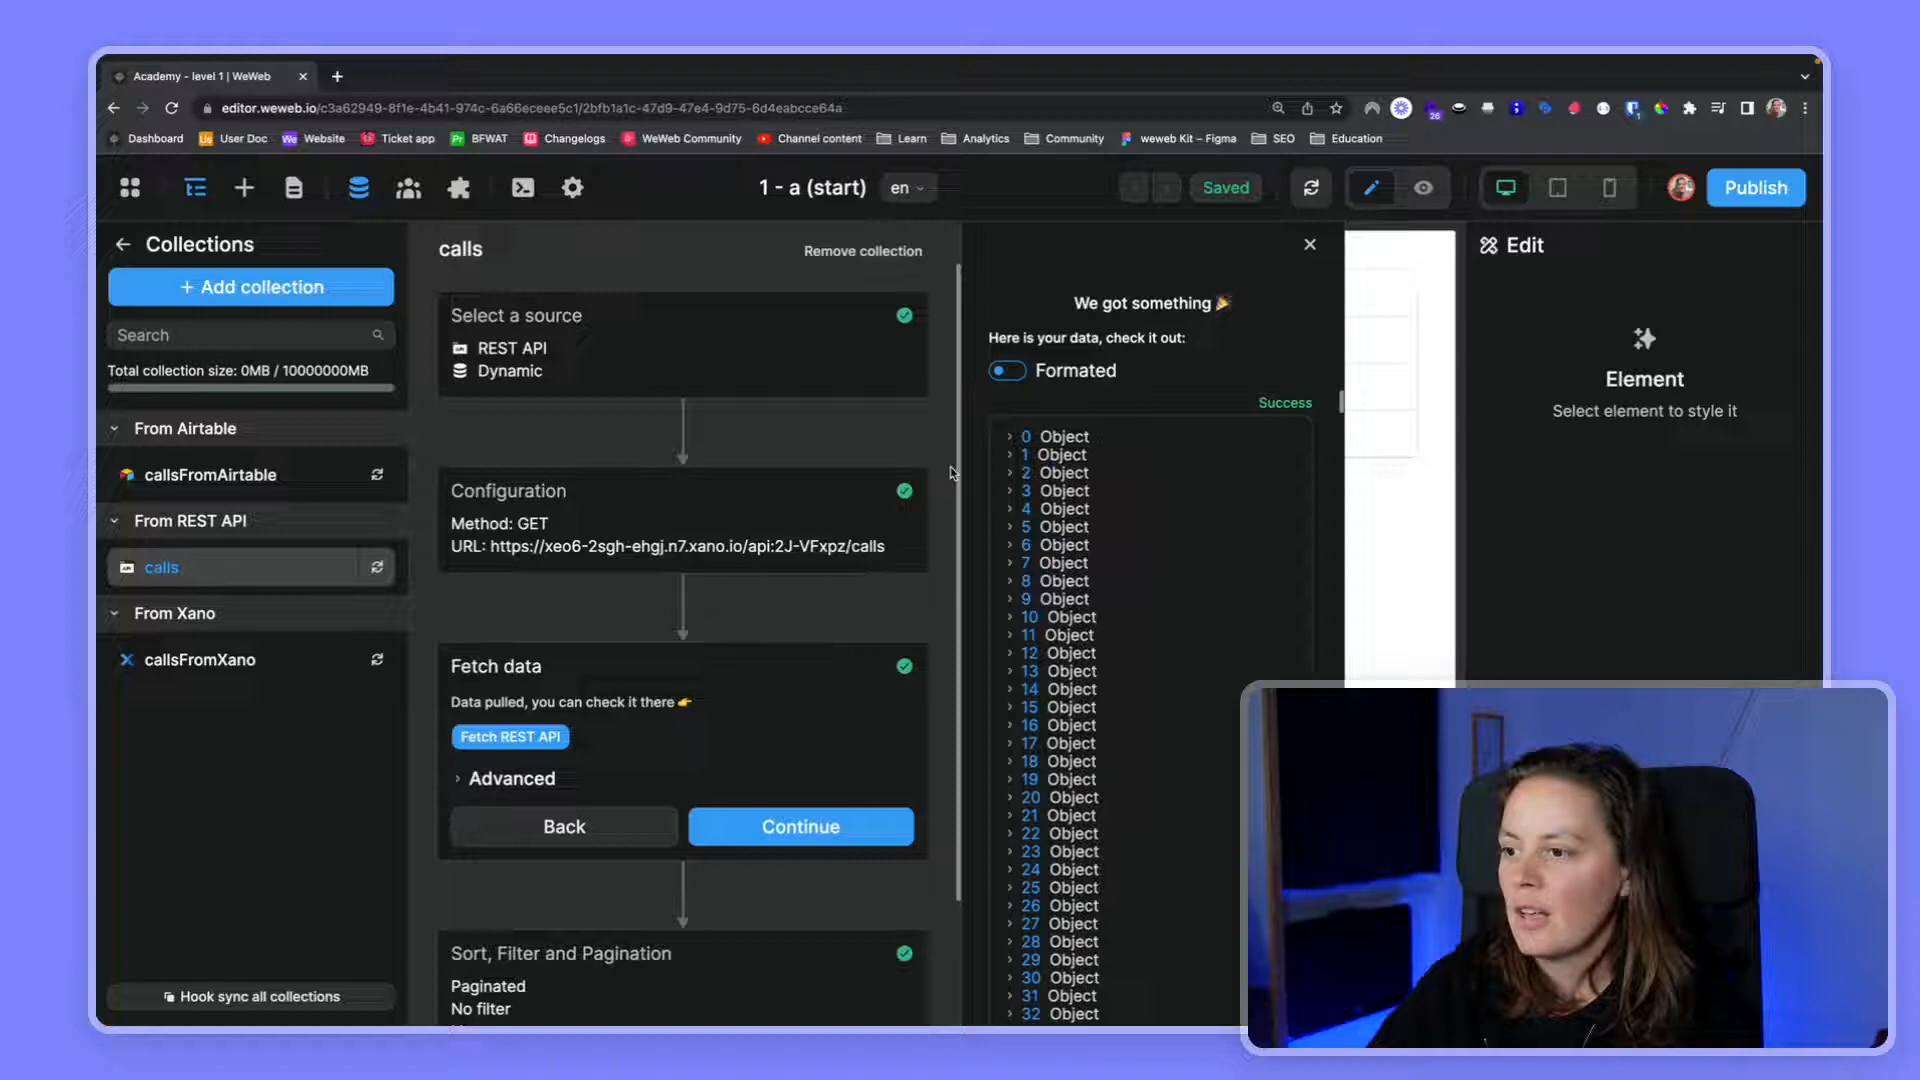 Academy - level 1 | WeWeb
editor.weweb.io/c3a62949-8f1e-4b41-974c-6a66eceee5c1/2bfb1a1c-47d9-47e4-9d75-6d4eabcce64a
26
1
Dashboard
Us User Doc
We Website
Ticket app
Pr BFWAT
Changelogs
WeWeb Community
Channel content
Learn
Analytics
Community
weweb Kit – Figma
SEO
Education
1 - a (start)
en
Saved
Publish
Collections
+ Add collection
Search
Total collection size: 0MB / 10000000MB
From Airtable
callsFromAirtable
From REST API
calls
From Xano
callsFromXano
Hook sync all collections
calls
Remove collection
Select a source
REST API
Dynamic
Configuration
Method: GET
URL: https://xeo6-2sgh-ehgj.n7.xano.io/api:2J-VFxpz/calls
Fetch data
Data pulled, you can check it there 👉
Fetch REST API
Advanced
Back
Continue
Sort, Filter and Pagination
Paginated
No filter
We got something 🎉
Here is your data, check it out:
Formated
Success
0 Object
1 Object
2 Object
3 Object
4 Object
5 Object
6 Object
7 Object
8 Object
9 Object
10 Object
11 Object
12 Object
13 Object
14 Object
15 Object
16 Object
17 Object
18 Object
19 Object
20 Object
21 Object
22 Object
23 Object
24 Object
25 Object
26 Object
27 Object
28 Object
29 Object
30 Object
31 Object
32 Object
Edit
Element
Select element to style it